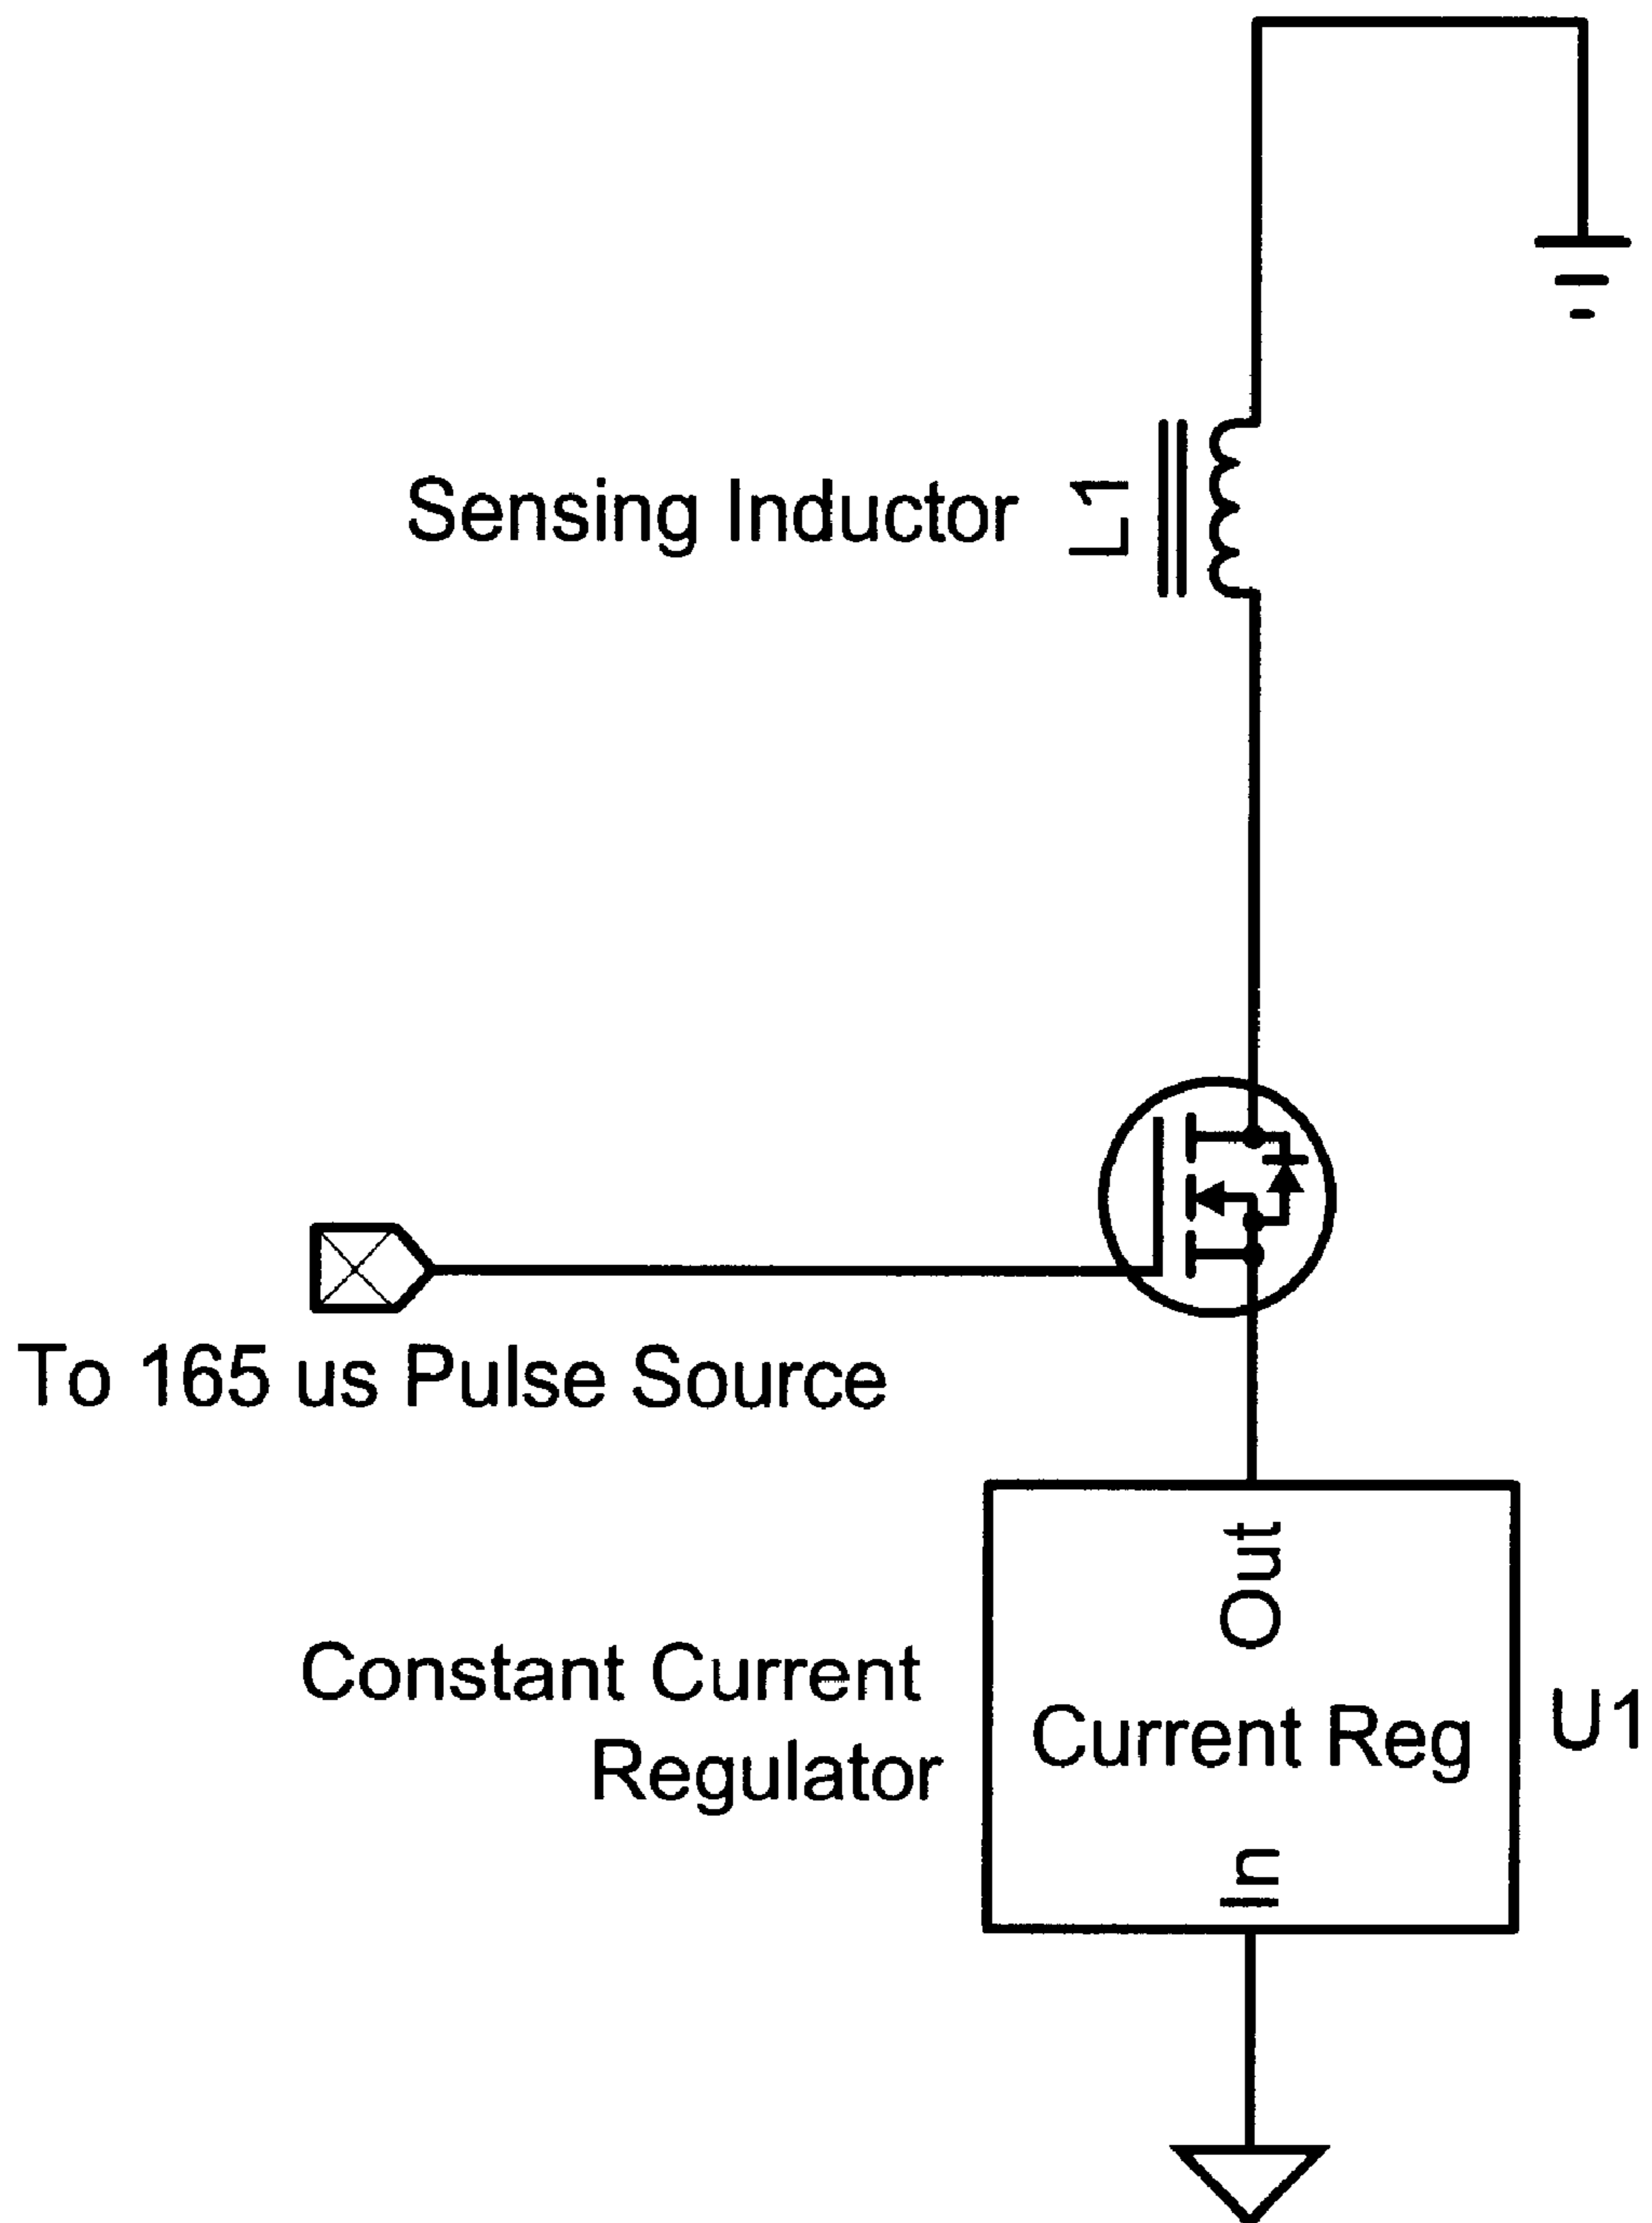 Sensing Inductor
L1
To 165 us Pulse Source
Constant Current
Regulator
Out
Current Reg
In
U1